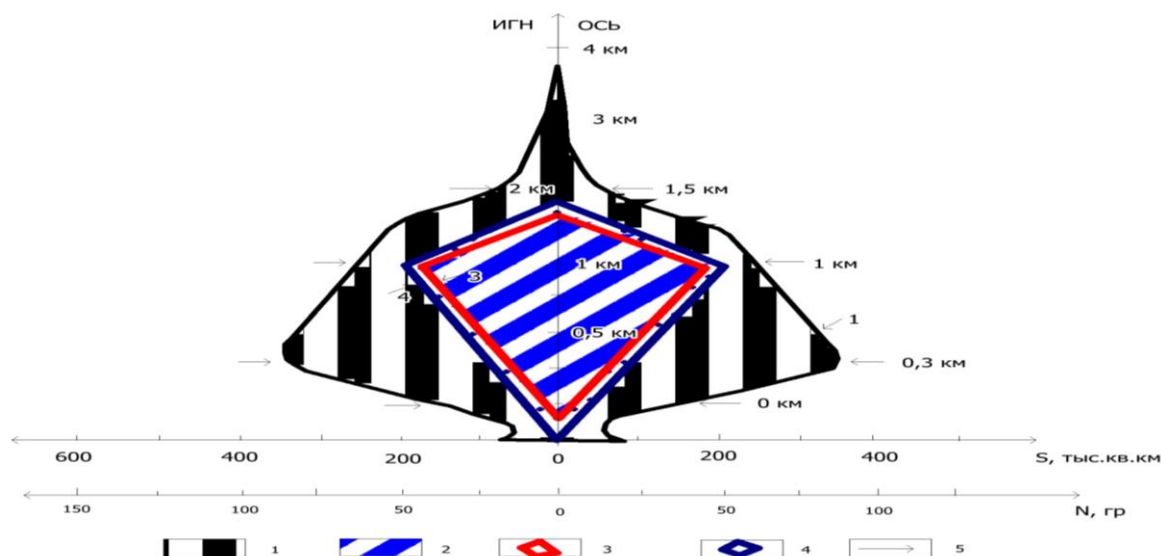 ИГН ОСЬ
4 км
3 км
2 км 1,5 км
1 км 1 км
3
4
1
0,5 км
0,3 км
0 км
600 400 200 0 200 400 S, тыс.кв.км
150 100 50 0 50 100 N, гр
1 2 3 4 5